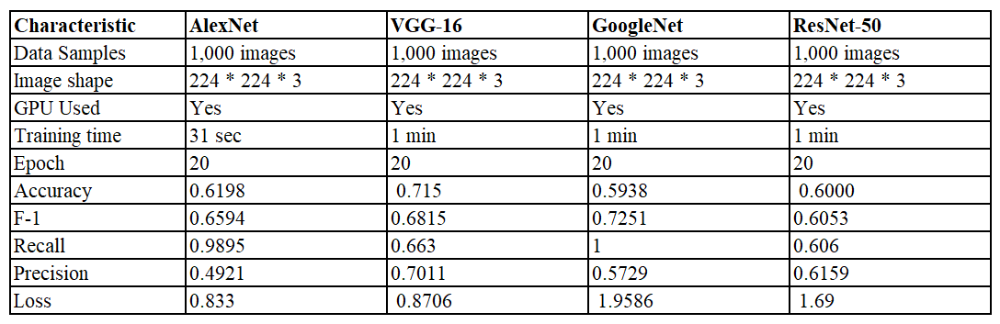 Characteristic AlexNet VGG-16 GoogleNet ResNet-50
Data Samples 1,000 images 1,000 images 1,000 images 1,000 images
Image shape 224 * 224 * 3 224 * 224 * 3 224 * 224 * 3 224 * 224 * 3
GPU Used Yes Yes Yes Yes
Training time 31 sec 1 min 1 min 1 min
Epoch 20 20 20 20
Accuracy 0.6198 0.715 0.5938 0.6000
F-1 0.6594 0.6815 0.7251 0.6053
Recall 0.9895 0.663 1 0.606
Precision 0.4921 0.7011 0.5729 0.6159
Loss 0.833 0.8706 1.9586 1.69